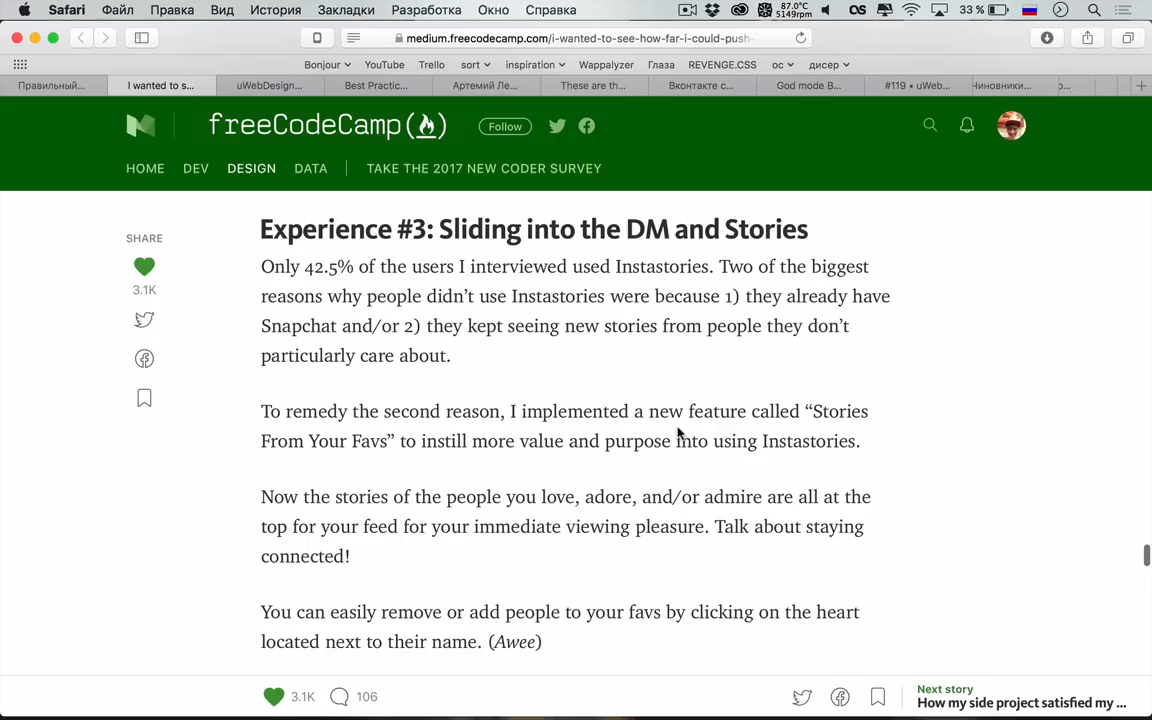 Safari Файл Правка Вид История Закладки Разработка Окно Справка 87.0°C 5149rpm 33 %
medium.freecodecamp.com/i-wanted-to-see-how-far-i-could-push-
Bonjour YouTube Trello sort inspiration Wappalyzer Глаза REVENGE.CSS ос дисер
Правильный... I wanted to s... uWebDesign... Best Practic... Артемий Ле... These are th... Вконтакте с... God mode В... #119 • uWeb... Чиновники...
freeCodeCamp Follow
HOME DEV DESIGN DATA TAKE THE 2017 NEW CODER SURVEY
Experience #3: Sliding into the DM and Stories
SHARE
3.1K
Only 42.5% of the users I interviewed used Instastories. Two of the biggest
reasons why people didn’t use Instastories were because 1) they already have
Snapchat and/or 2) they kept seeing new stories from people they don’t
particularly care about.
To remedy the second reason, I implemented a new feature called “Stories
From Your Favs” to instill more value and purpose into using Instastories.
Now the stories of the people you love, adore, and/or admire are all at the
top for your feed for your immediate viewing pleasure. Talk about staying
connected!
You can easily remove or add people to your favs by clicking on the heart
located next to their name. (Awee)
3.1K 106
Next story
How my side project satisfied my ...